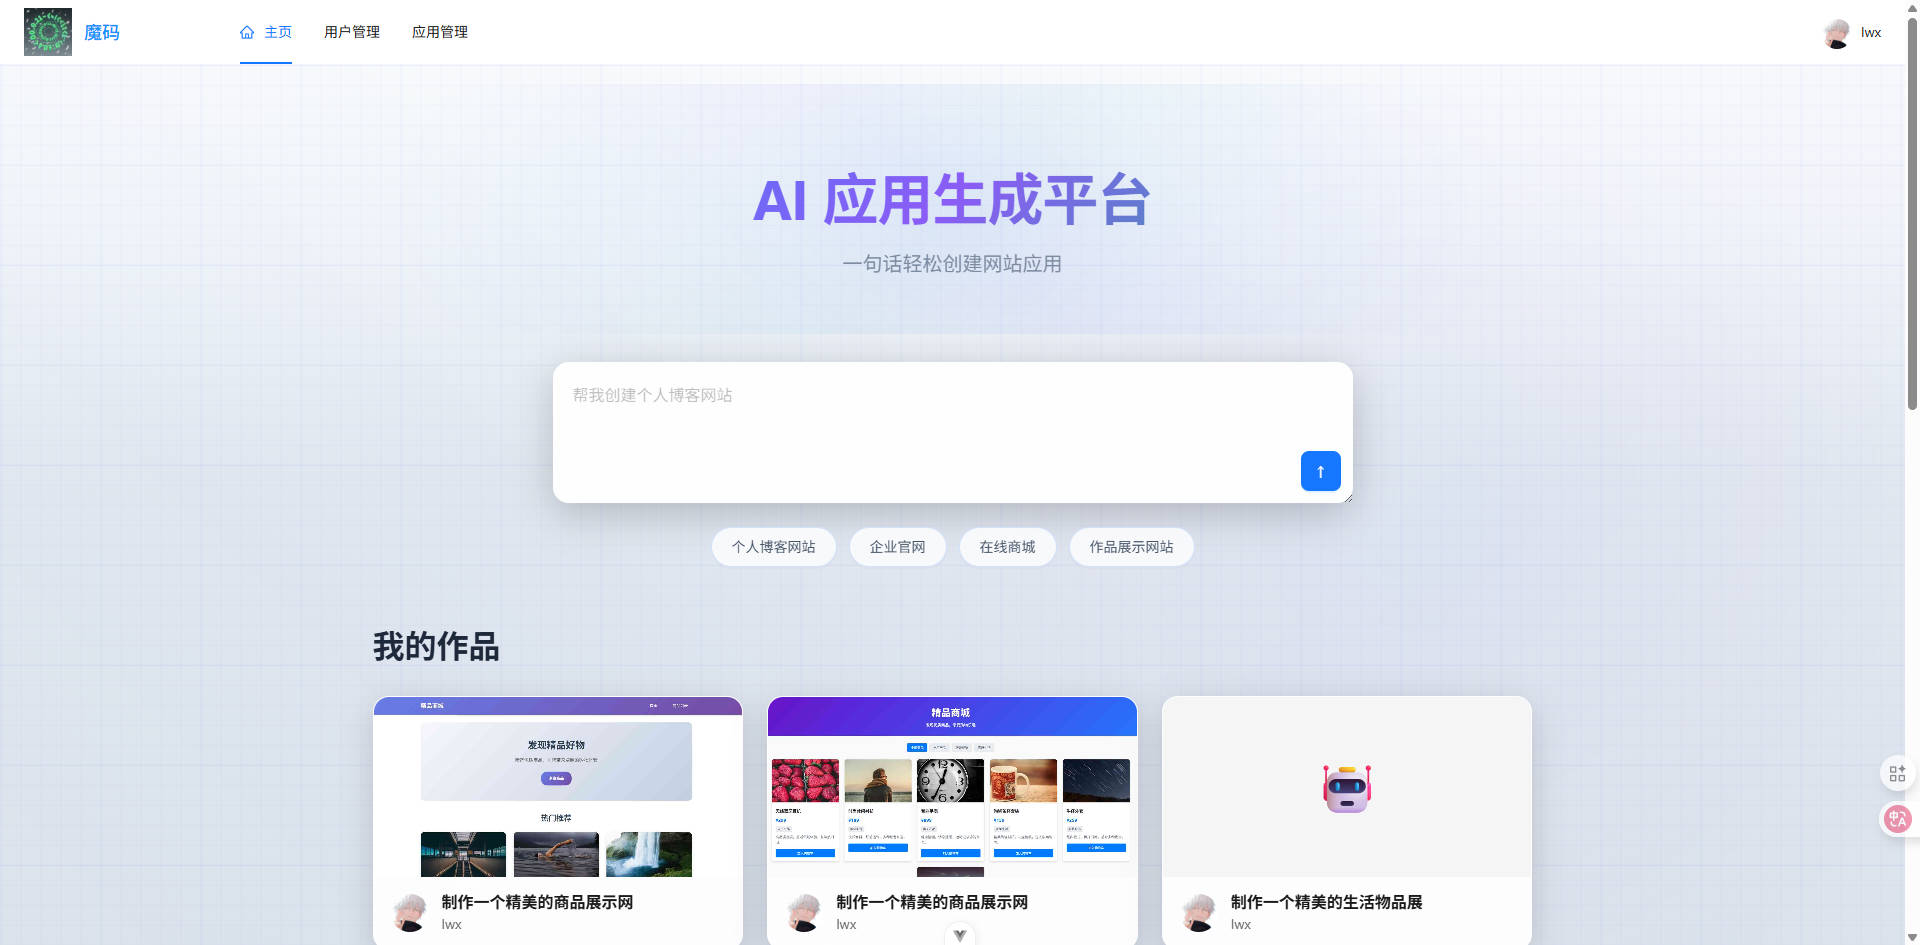 魔码
主页
用户管理
应用管理
lwx
AI 应用生成平台
一句话轻松创建网站应用
帮我创建个人博客网站
↑
个人博客网站
企业官网
在线商城
作品展示网站
我的作品
精品商城
发现精品好物
热门推荐
精品商城
制作一个精美的商品展示网
lwx
制作一个精美的商品展示网
lwx
制作一个精美的生活物品展
lwx